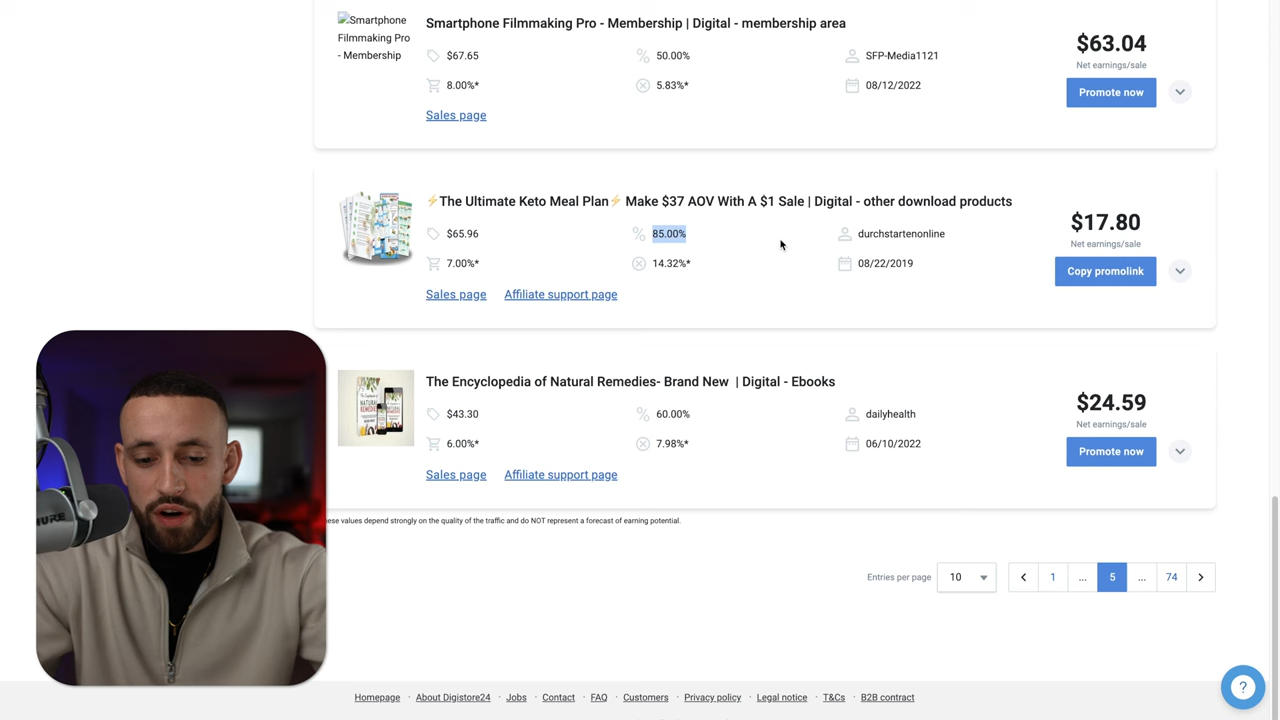 Smartphone
Filmmaking Pro
- Membership
Smartphone Filmmaking Pro - Membership | Digital - membership area
$67.65
50.00%
SFP-Media1121
8.00%*
5.83%*
08/12/2022
Sales page
$63.04
Net earnings/sale
Promote now
⚡The Ultimate Keto Meal Plan⚡ Make $37 AOV With A $1 Sale | Digital - other download products
$65.96
85.00%
durchstartenonline
7.00%*
14.32%*
08/22/2019
Sales page Affiliate support page
$17.80
Net earnings/sale
Copy promolink
The Encyclopedia of Natural Remedies- Brand New | Digital - Ebooks
$43.30
60.00%
dailyhealth
6.00%*
7.98%*
06/10/2022
Sales page Affiliate support page
$24.59
Net earnings/sale
Promote now
values depend strongly on the quality of the traffic and do NOT represent a forecast of earning potential.
Entries per page 10 1 ... 5 ... 74
Homepage · About Digistore24 · Jobs · Contact · FAQ · Customers · Privacy policy · Legal notice · T&Cs · B2B contract
?